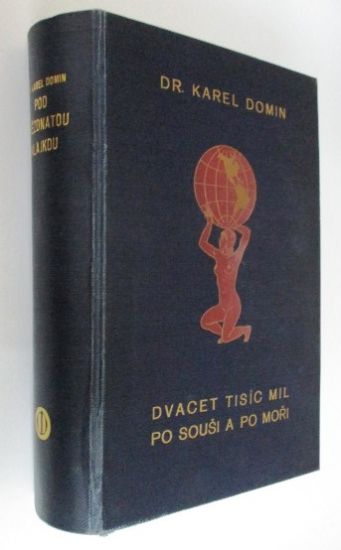 KAREL DOMIN
POD
DR. KAREL DOMIN
DVACET TISÍC MIL
PO SOUŠI A PO MOŘI